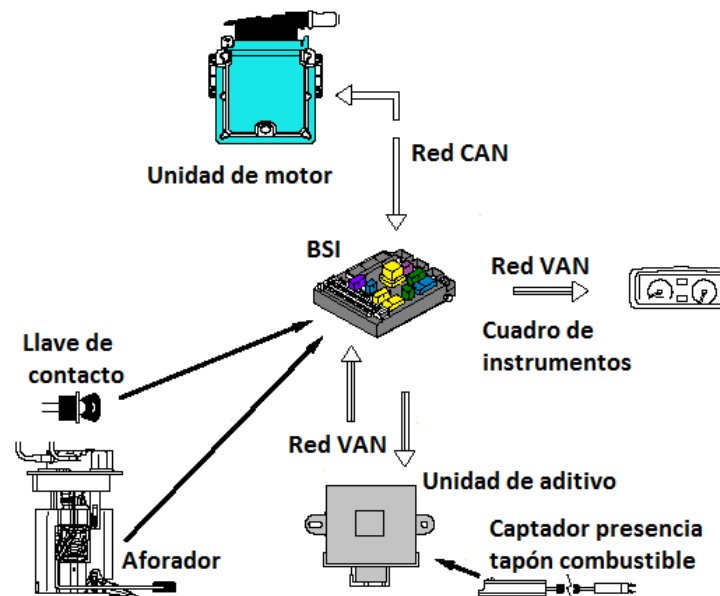 Unidad de motor
Red CAN
BSI
Red VAN
Cuadro de
instrumentos
Llave de
contacto
Red VAN
Unidad de aditivo
Aforador
Captador presencia
tapón combustible